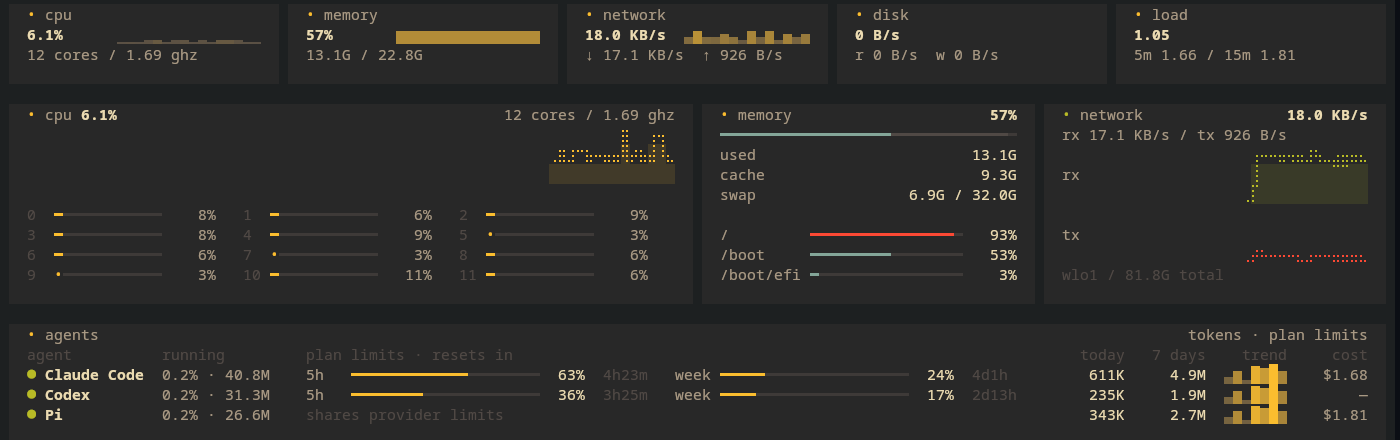 • cpu
6.1%
12 cores / 1.69 ghz
• memory
57%
13.1G / 22.8G
• network
18.0 KB/s
↓ 17.1 KB/s ↑ 926 B/s
• disk
0 B/s
r 0 B/s w 0 B/s
• load
1.05
5m 1.66 / 15m 1.81
• cpu 6.1% 12 cores / 1.69 ghz
0 8% 1 6% 2 9%
3 8% 4 9% 5 3%
6 6% 7 3% 8 6%
9 3% 10 11% 11 6%
• memory 57%
used 13.1G
cache 9.3G
swap 6.9G / 32.0G
/ 93%
/boot 53%
/boot/efi 3%
• network 18.0 KB/s
rx 17.1 KB/s / tx 926 B/s
rx
tx
wlo1 / 81.8G total
• agents tokens · plan limits
agent running plan limits · resets in today 7 days trend cost
Claude Code 0.2% · 40.8M 5h 63% 4h23m week 24% 4d1h 611K 4.9M $1.68
Codex 0.2% · 31.3M 5h 36% 3h25m week 17% 2d13h 235K 1.9M —
Pi 0.2% · 26.6M shares provider limits 343K 2.7M $1.81